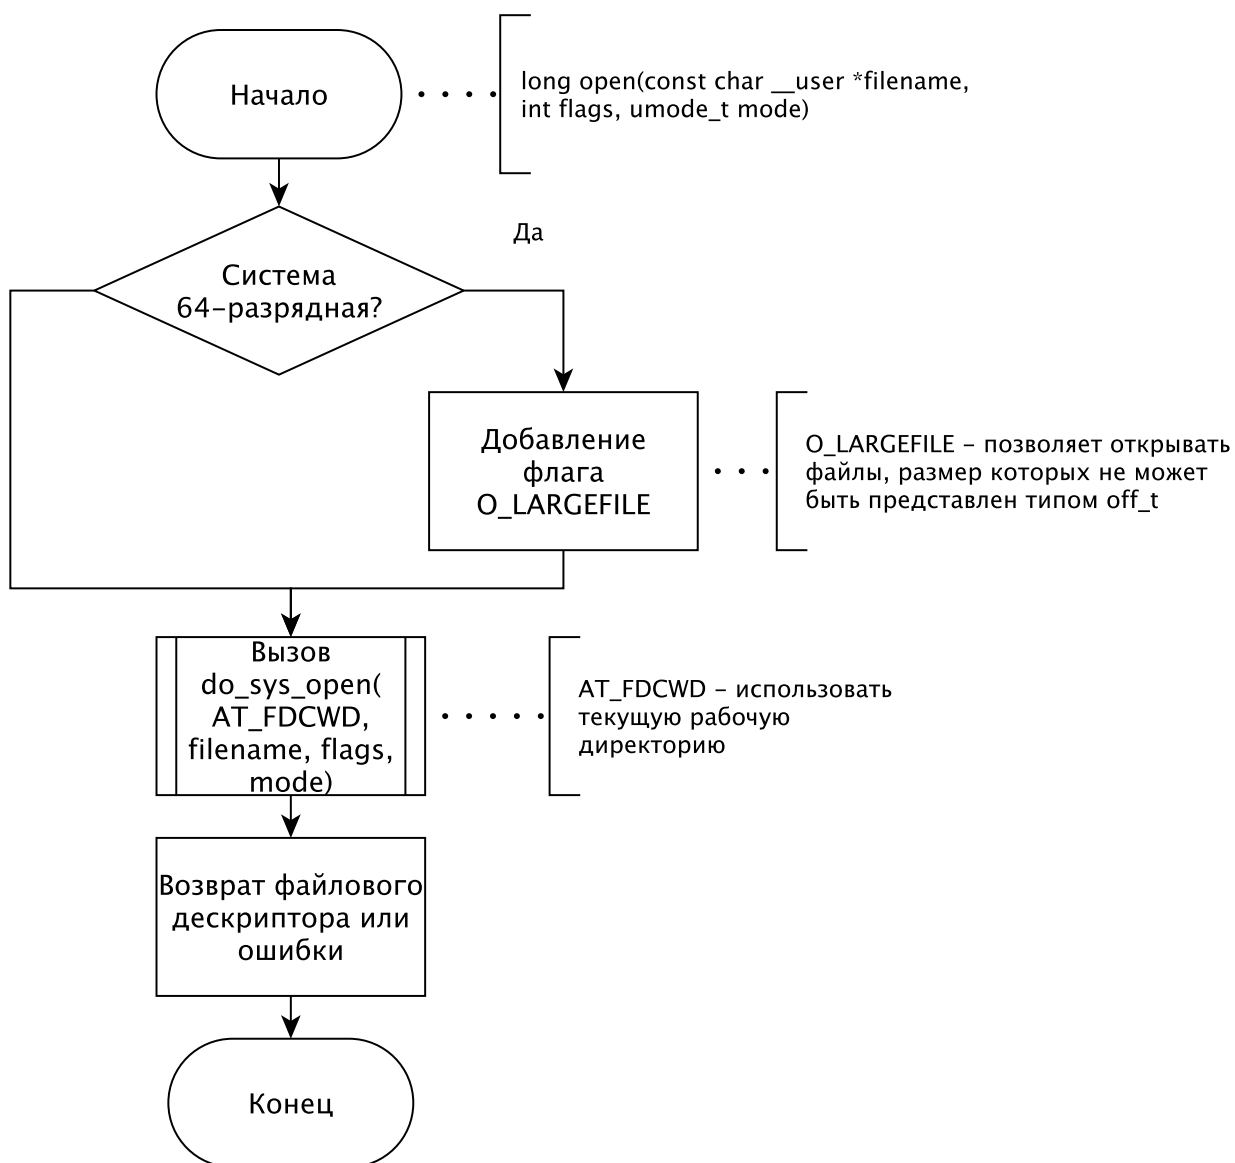 Начало
long open(const char __user *filename,
int flags, umode_t mode)
Да
Система
64-разрядная?
Добавление
флага
O_LARGEFILE
O_LARGEFILE - позволяет открывать
файлы, размер которых не может
быть представлен типом off_t
Вызов
do_sys_open(
AT_FDCWD,
filename, flags,
mode)
AT_FDCWD - использовать
текущую рабочую
директорию
Возврат файлового
дескриптора или
ошибки
Конец